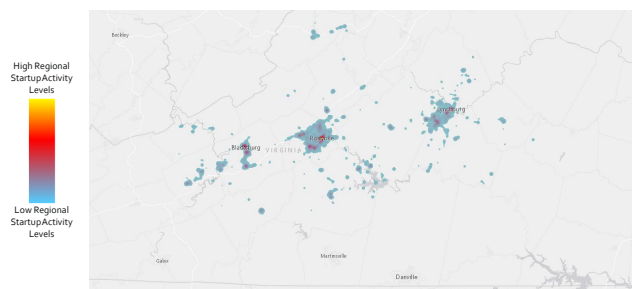 High Regional
Startup Activity
Levels
Low Regional
Startup Activity
Levels
Beckley
Lynchburg
Roanoke
Blacksburg
VIRGINIA
Galax
Martinsville
Danville